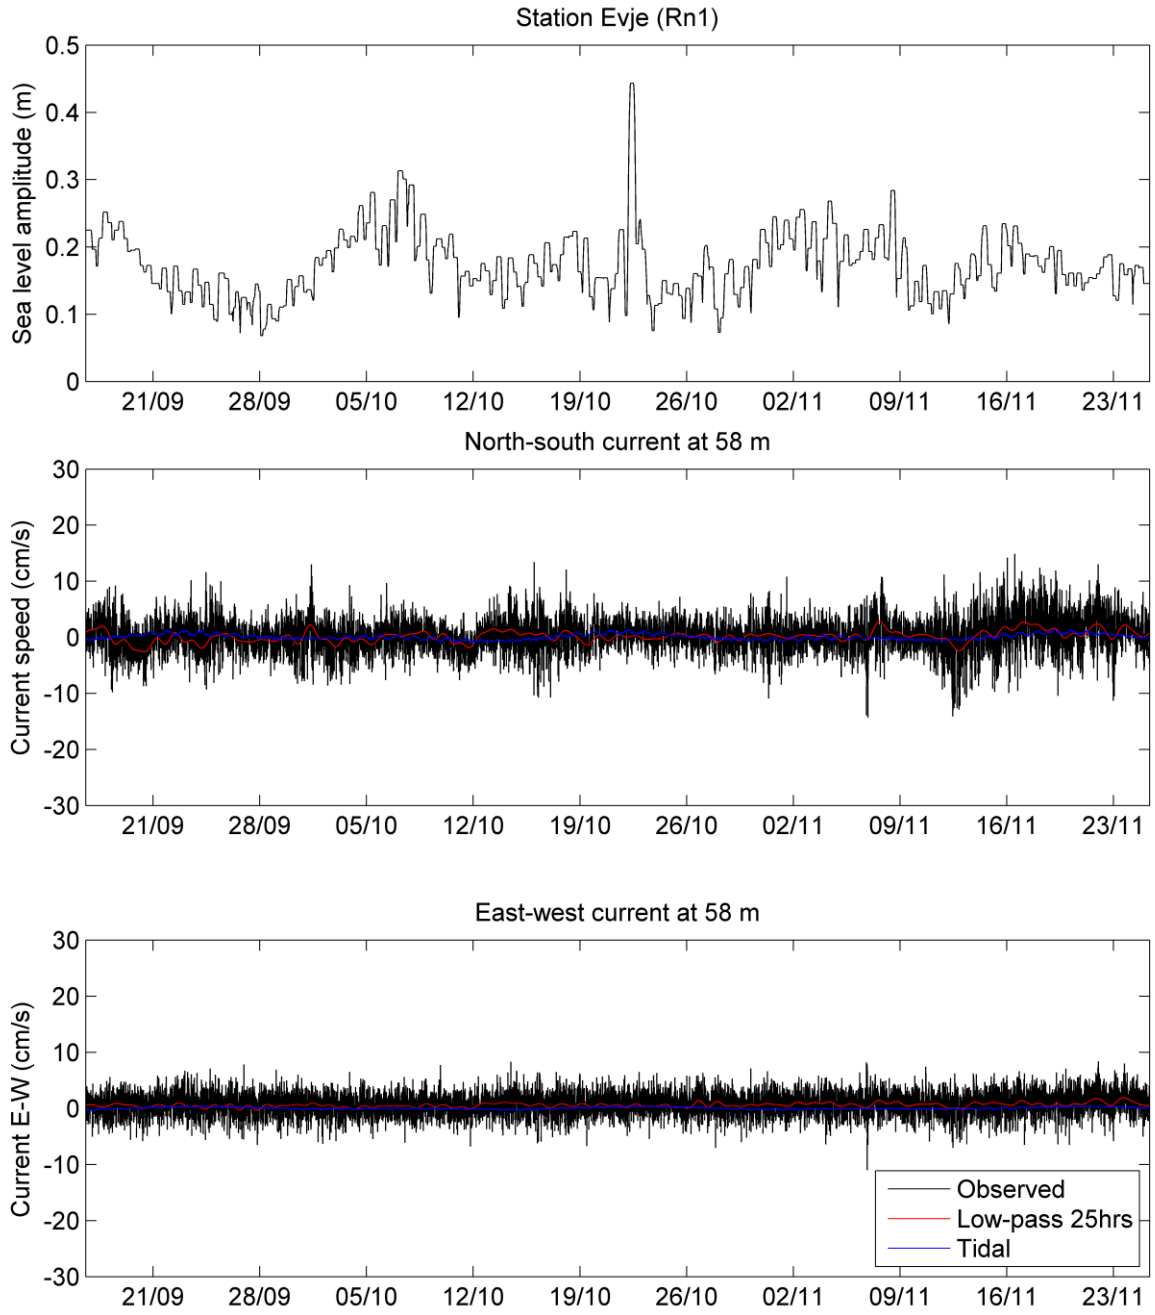 Station Evje (Rn1)
Sea level amplitude (m)
0.5
0.4
0.3
0.2
0.1
0
21/09 28/09 05/10 12/10 19/10 26/10 02/11 09/11 16/11 23/11
North-south current at 58 m
Current speed (cm/s)
30
20
10
0
-10
-20
-30
21/09 28/09 05/10 12/10 19/10 26/10 02/11 09/11 16/11 23/11
East-west current at 58 m
Current E-W (cm/s)
30
20
10
0
-10
-20
-30
Observed
Low-pass 25hrs
Tidal
21/09 28/09 05/10 12/10 19/10 26/10 02/11 09/11 16/11 23/11